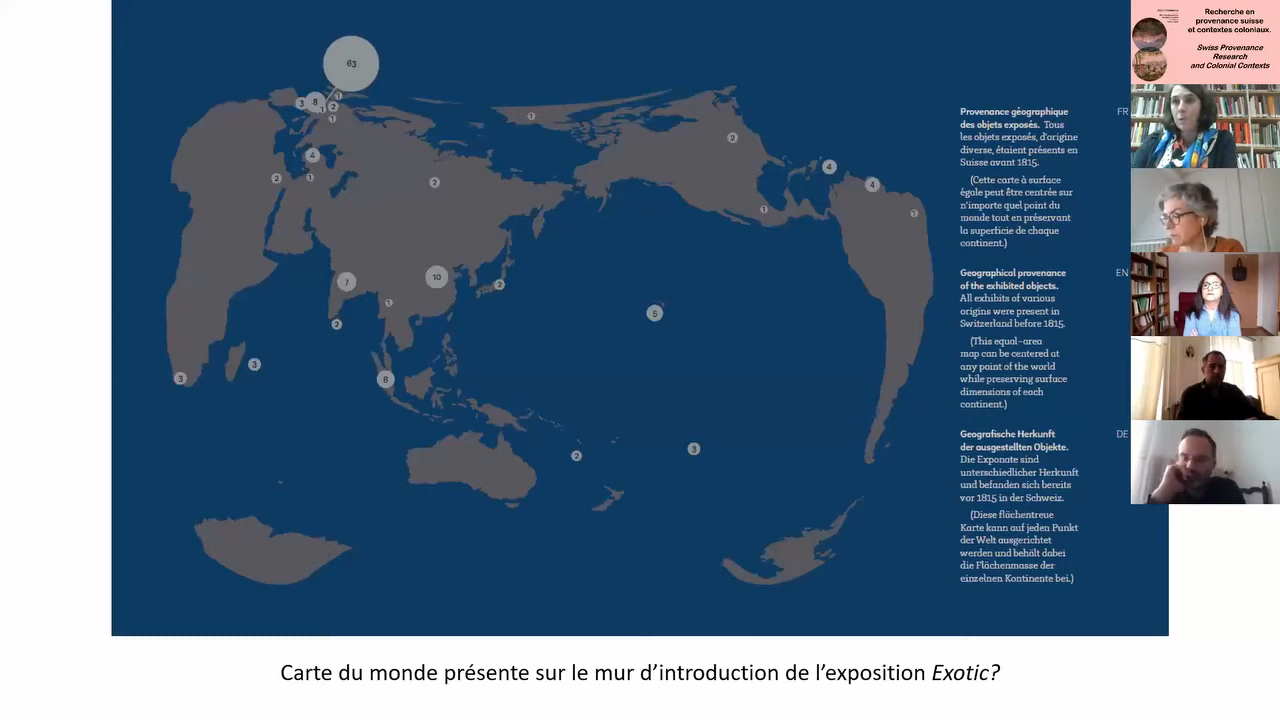 63
3
8
1
1
2
1
1
2
4
4
2
1
2
4
4
1
1
7
10
1
2
2
5
3
3
6
2
3
Provenance géographique
des objets exposés. Tous
les objets exposés, d'origine
diverse, étaient présents en
Suisse avant 1815.
(Cette carte à surface
égale peut être centrée sur
n'importe quel point du
monde tout en préservant
la superficie de chaque
continent.)
FR
Geographical provenance
of the exhibited objects.
All exhibits of various
origins were present in
Switzerland before 1815.
(This equal-area
map can be centered at
any point of the world
while preserving surface
dimensions of each
continent.)
EN
Geografische Herkunft
der ausgestellten Objekte.
Die Exponate sind
unterschiedlicher Herkunft
und befanden sich bereits
vor 1815 in der Schweiz.
(Diese flächentreue
Karte kann auf jeden Punkt
der Welt ausgerichtet
werden und behält dabei
die Flächenmasse der
einzelnen Kontinente bei.)
DE
Recherche en
provenance suisse
et contextes coloniaux.
Swiss Provenance
Research
and Colonial Contexts
Carte du monde présente sur le mur d'introduction de l'exposition Exotic?